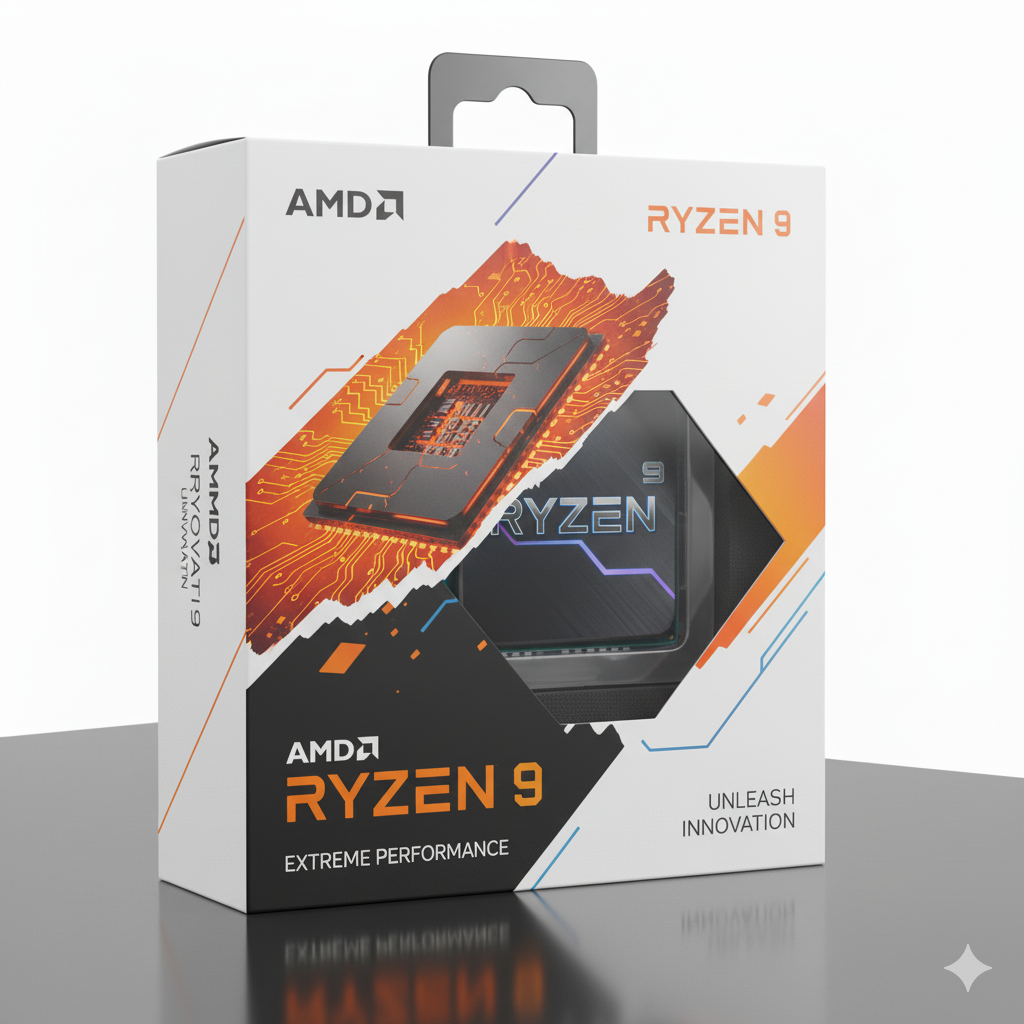 AMD
RYZEN 9
9
RYZEN
AMD
RYZEN 9
EXTREME PERFORMANCE
UNLEASH
INNOVATION